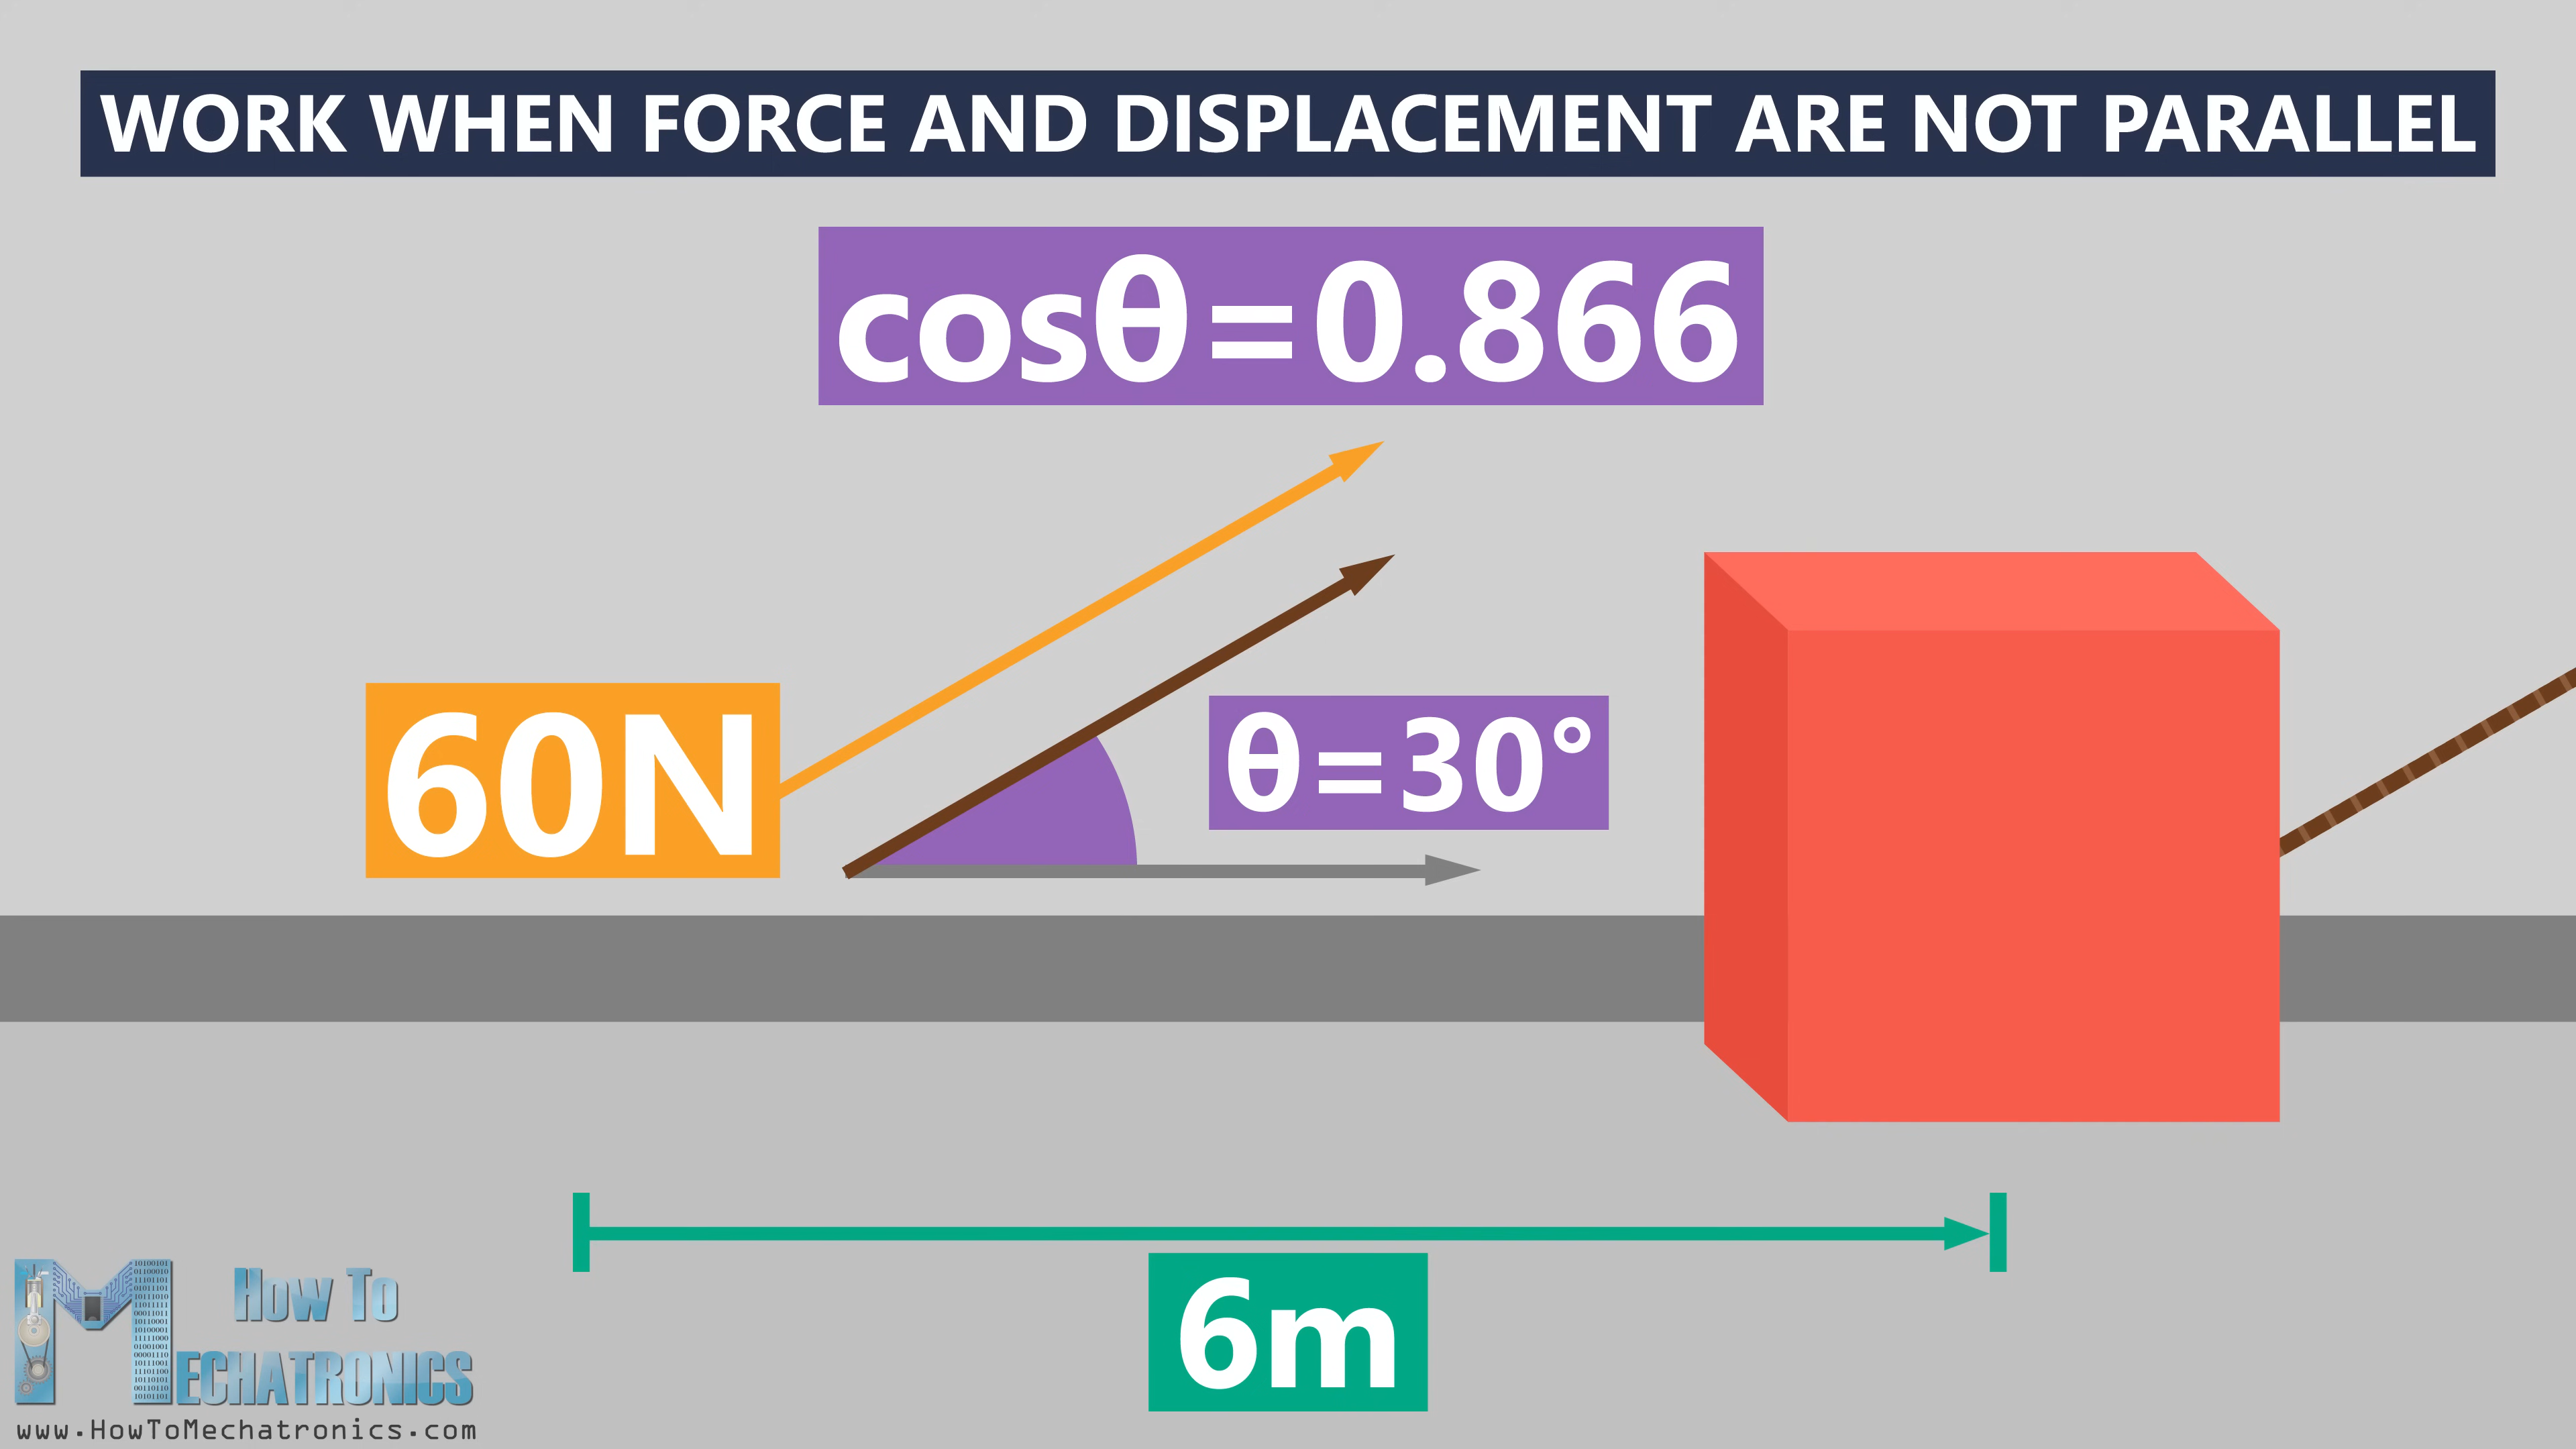 WORK WHEN FORCE AND DISPLACEMENT ARE NOT PARALLEL
cosθ=0.866
60N
θ=30°
6m
How To
MECHATRONICS
www.HowToMechatronics.com